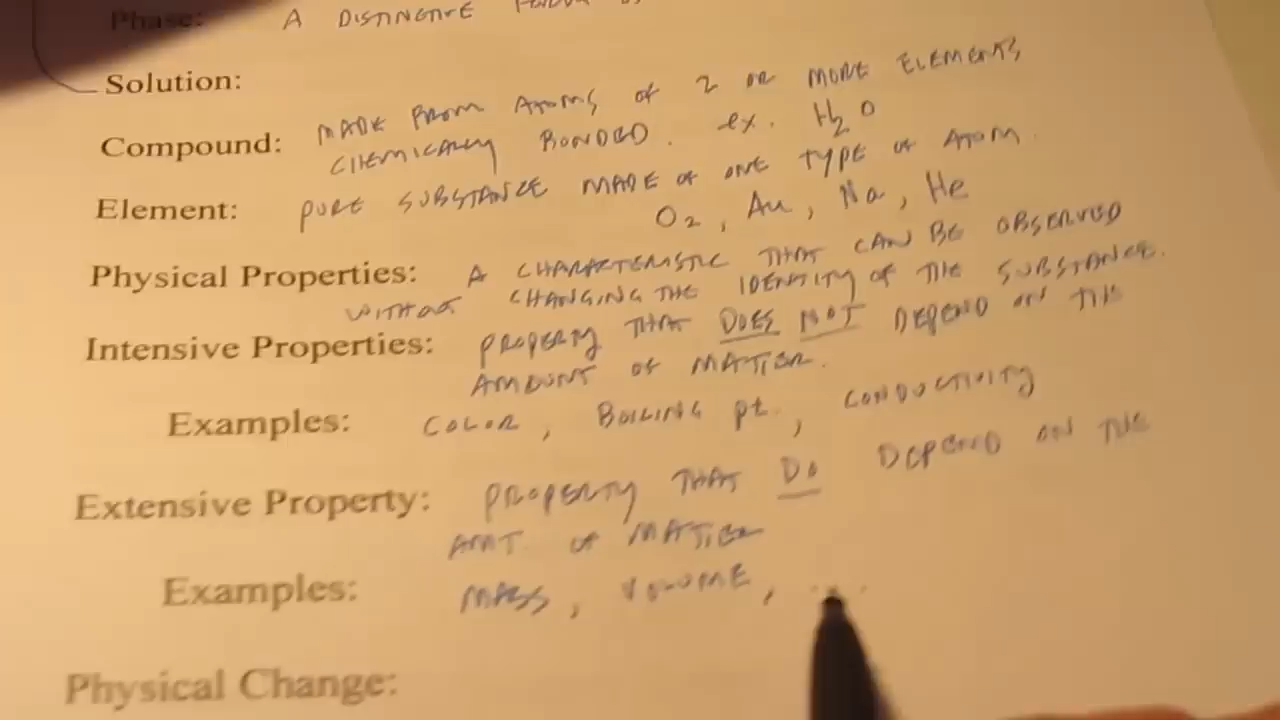 Phase: A DISTINCTIVE
Solution:
Compound: MADE FROM ATOMS OF 2 OR MORE ELEMENTS
CHEMICALLY BONDED. ex. H₂O
Element: PURE SUBSTANCE MADE OF ONE TYPE OF ATOM.
O₂, Au, Na, He
Physical Properties: A CHARACTERISTIC THAT CAN BE OBSERVED
WITHOUT CHANGING THE IDENTITY OF THE SUBSTANCE.
Intensive Properties: PROPERTY THAT DOES NOT DEPEND ON THE
AMOUNT OF MATTER.
Examples: COLOR, BOILING pt., CONDUCTIVITY
Extensive Property: PROPERTY THAT DO DEPEND ON THE
AMT. OF MATTER
Examples: MASS, VOLUME, ...
Physical Change: